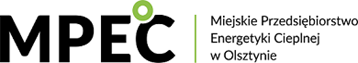 MPEC
Miejskie Przedsiębiorstwo
Energetyki Cieplnej
w Olsztynie